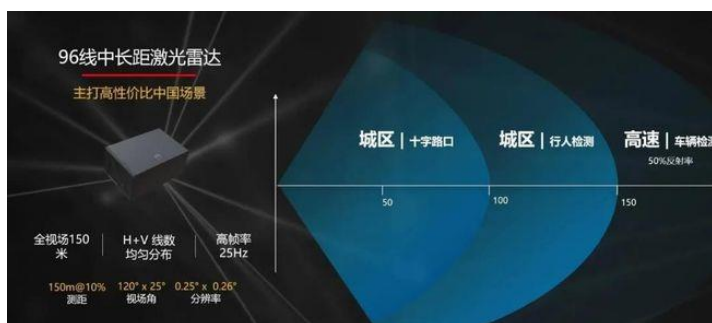 96线中长距激光雷达
主打高性价比中国场景
全视场150
米
H+V 线数
均匀分布
高帧率
25Hz
150m@10%
测距
120° x 25°
视场角
0.25° x 0.26°
分辨率
城区 | 十字路口
城区 | 行人检测
高速 | 车辆检测
50%反射率
50
100
150